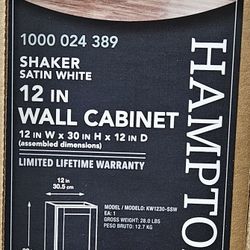 1000 024 389
SHAKER
SATIN WHITE
12 IN
WALL CABINET
12 IN W x 30 IN H x 12 IN D
(assembled dimensions)
LIMITED LIFETIME WARRANTY
HAMPTO
12 in
30.5 cm
MODEL / MODELO: KW1230-SSW
EA: 1
GROSS WEIGHT: 28.0 LBS
PESO BRUTO: 12.7 KG